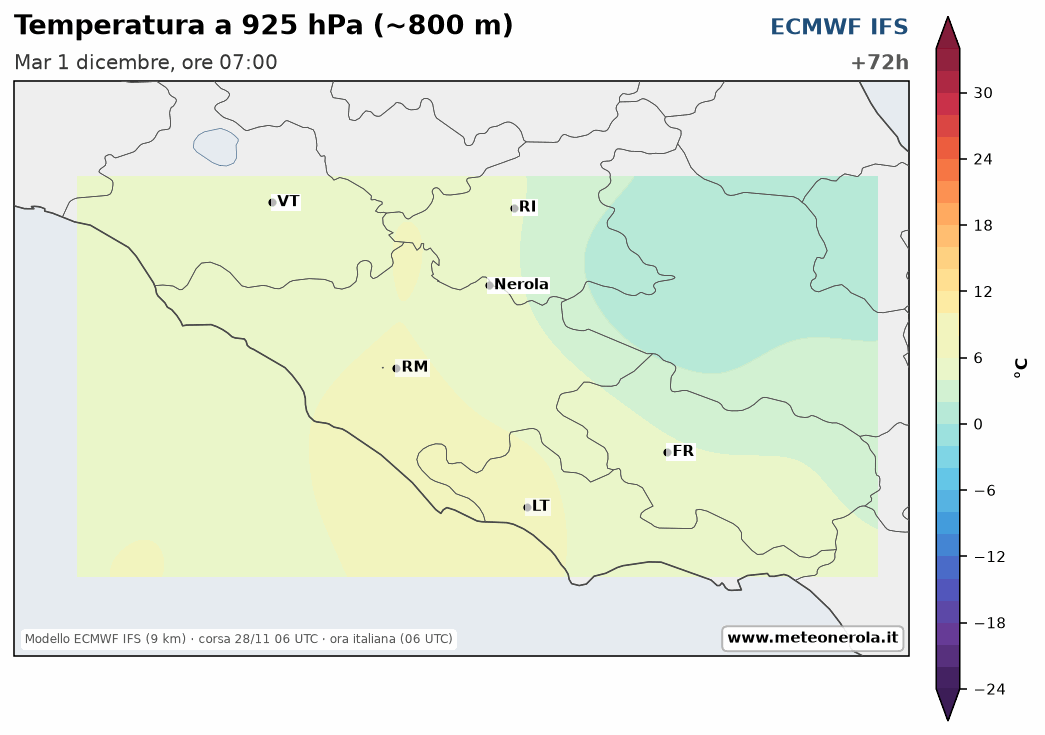 Temperatura a 925 hPa (~800 m)
ECMWF IFS
Mar 1 dicembre, ore 07:00
+72h
VT
RI
Nerola
RM
FR
LT
30
24
18
12
6
0
−6
−12
−18
−24
°C
Modello ECMWF IFS (9 km) · corsa 28/11 06 UTC · ora italiana (06 UTC)
www.meteonerola.it